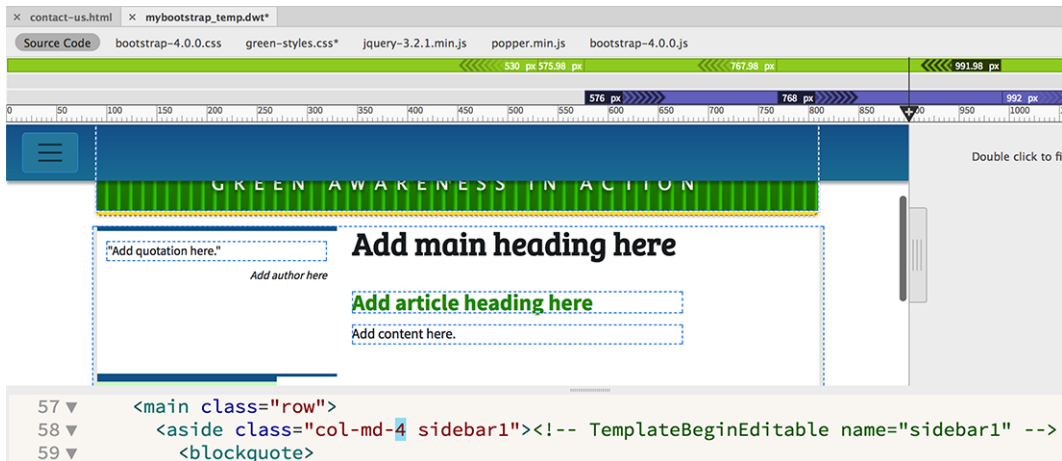 × contact-us.html × mybootstrap_temp.dwt*
Source Code bootstrap-4.0.0.css green-styles.css* jquery-3.2.1.min.js popper.min.js bootstrap-4.0.0.js
530 px 575.98 px 767.98 px 991.98 px
576 px 768 px 992 px
0 50 100 150 200 250 300 350 400 450 500 550 600 650 700 750 800 850 900 950 1000
Double click to fi
GREEN AWARENESS IN ACTION
Add main heading here
"Add quotation here."
Add author here
Add article heading here
Add content here.
57 <main class="row">
58 <aside class="col-md-4 sidebar1"><!-- TemplateBeginEditable name="sidebar1" -->
59 <blockquote>